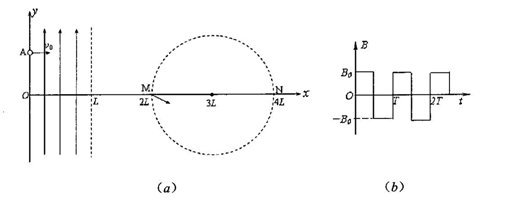 y
A v₀
O L 2L M 3L N 4L x
(a)
B
B₀
O T 2T t
-B₀
(b)